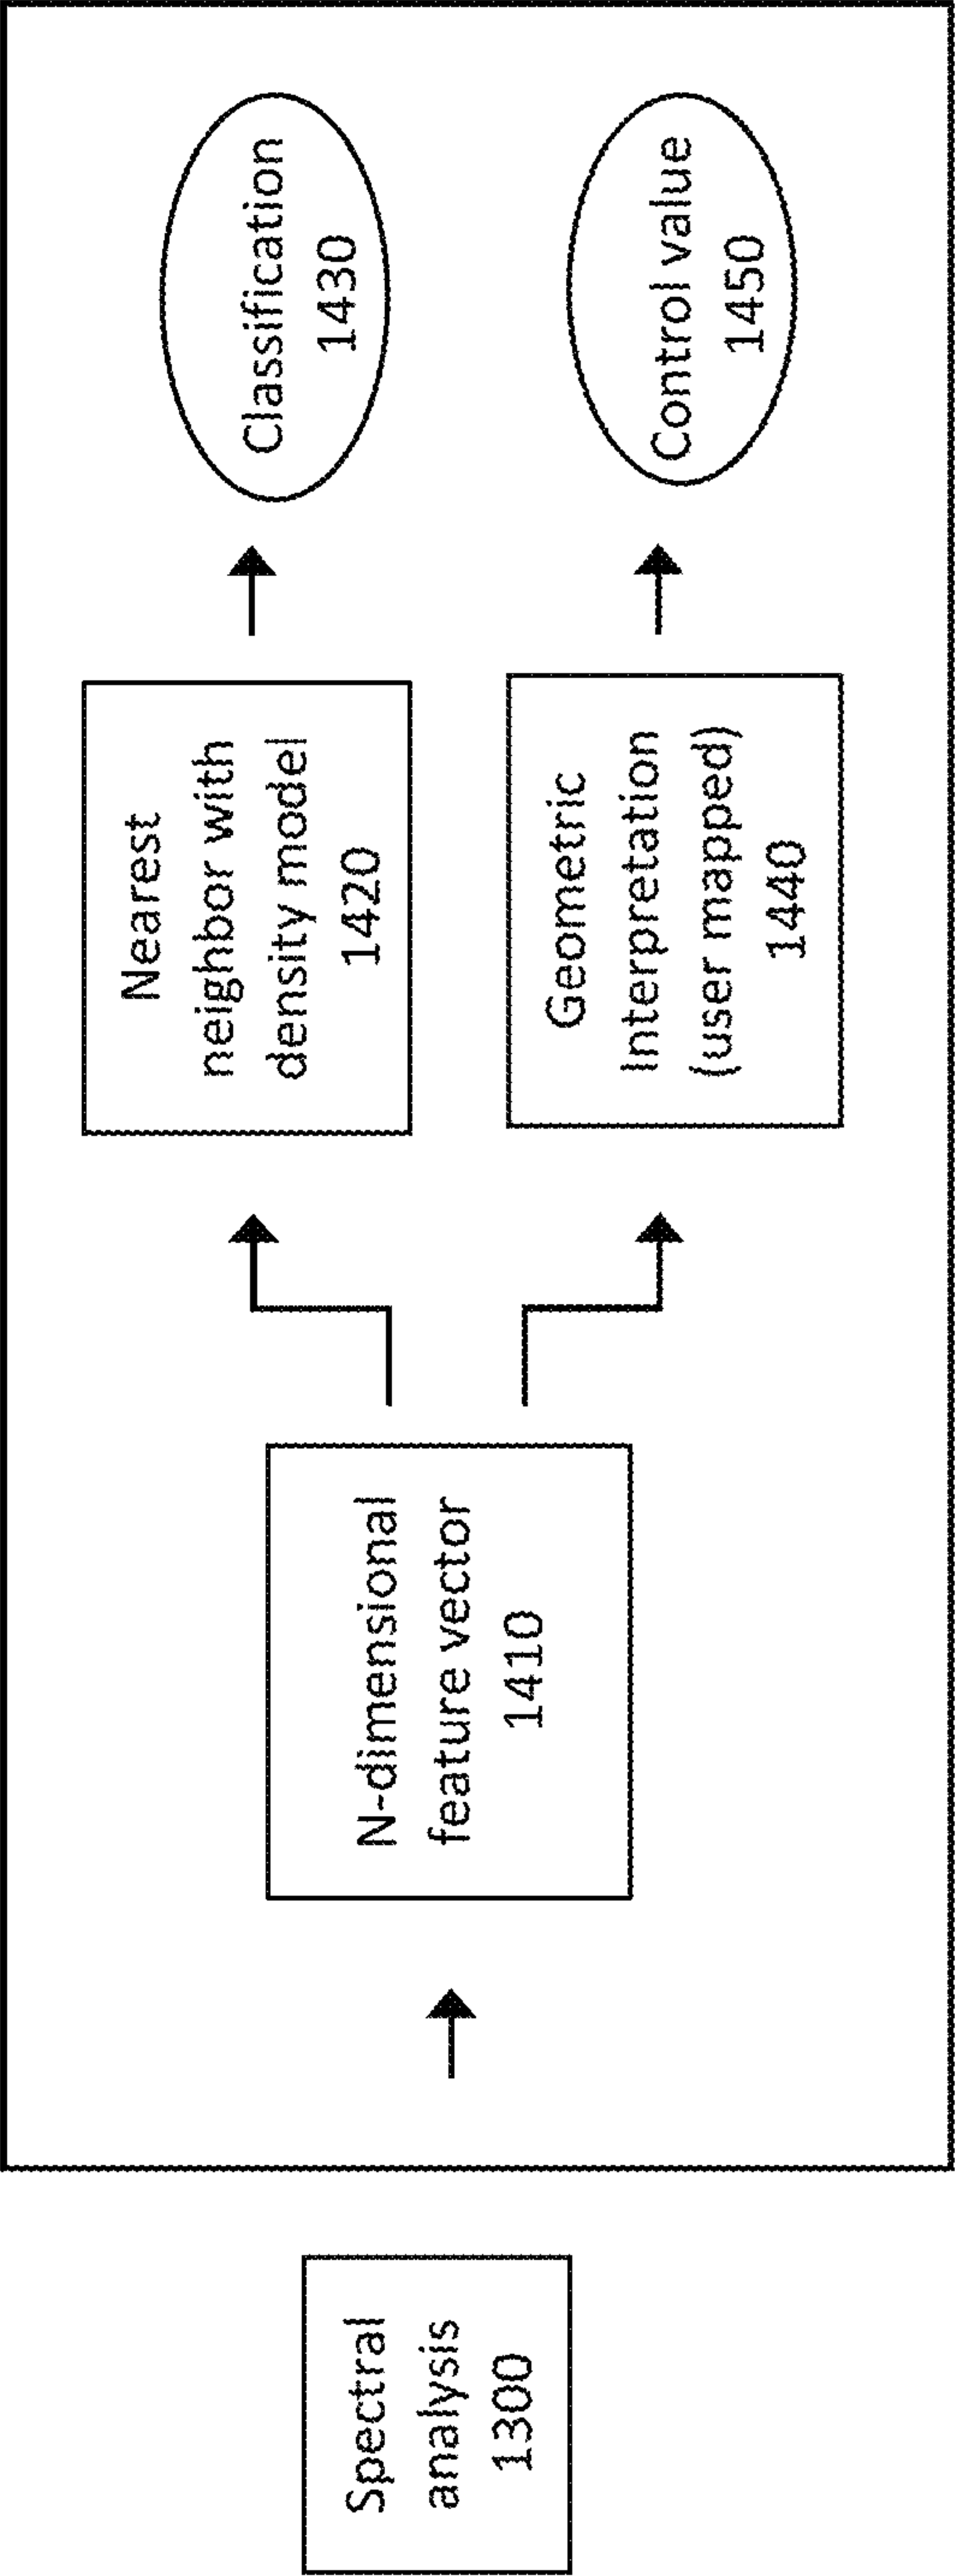 Spectral
analysis
1300
N-dimensional
feature vector
1410
Nearest
neighbor with
density model
1420
Classification
1430
Geometric
Interpretation
(user mapped)
1440
Control value
1450